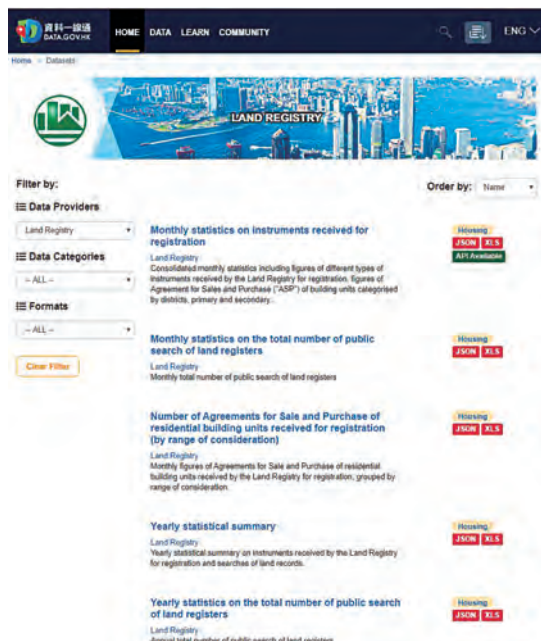 資料一線通
DATA.GOV.HK
HOME DATA LEARN COMMUNITY
ENG
Home > Datasets
LAND REGISTRY
Filter by:
Order by: Name
Data Providers
Land Registry
Data Categories
-- ALL --
Formats
-- ALL --
Clear Filter
Monthly statistics on instruments received for
registration
Land Registry
Consolidated monthly statistics including figures of different types of
instruments received by the Land Registry for registration, figures of
Agreement for Sales and Purchase ("ASP") of building units categorised
by districts, primary and secondary...
Housing
JSON XLS
API Available
Monthly statistics on the total number of public
search of land registers
Land Registry
Monthly total number of public search of land registers
Housing
JSON XLS
Number of Agreements for Sale and Purchase of
residential building units received for registration
(by range of consideration)
Land Registry
Monthly figures of Agreements for Sale and Purchase of residential
building units received by the Land Registry for registration, grouped by
range of consideration.
Housing
JSON XLS
Yearly statistical summary
Land Registry
Yearly statistical summary on instruments received by the Land Registry
for registration and searches of land records.
Housing
JSON XLS
Yearly statistics on the total number of public search
of land registers
Land Registry
Annual total number of public search of land registers
Housing
JSON XLS